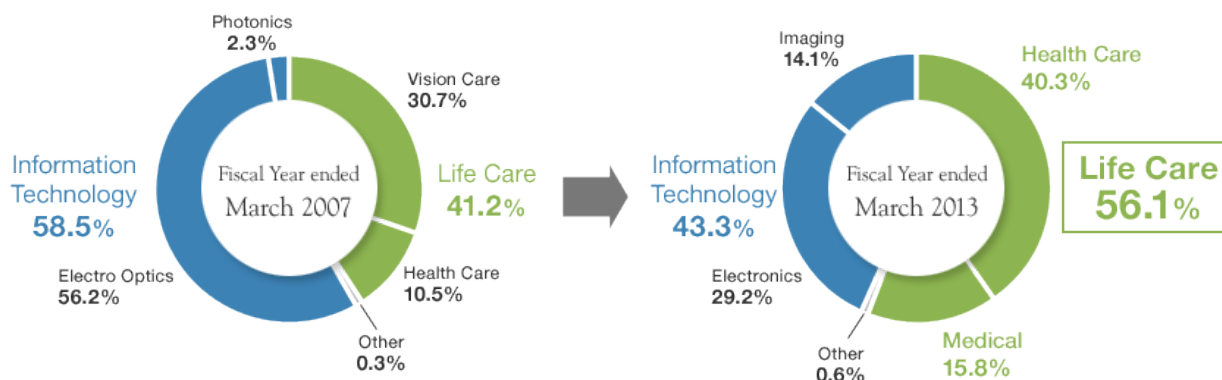 Photonics
2.3%
Vision Care
30.7%
Information
Technology
58.5%
Fiscal Year ended
March 2007
Life Care
41.2%
Electro Optics
56.2%
Health Care
10.5%
Other
0.3%
Imaging
14.1%
Health Care
40.3%
Information
Technology
43.3%
Fiscal Year ended
March 2013
Life Care
56.1%
Electronics
29.2%
Other
0.6%
Medical
15.8%